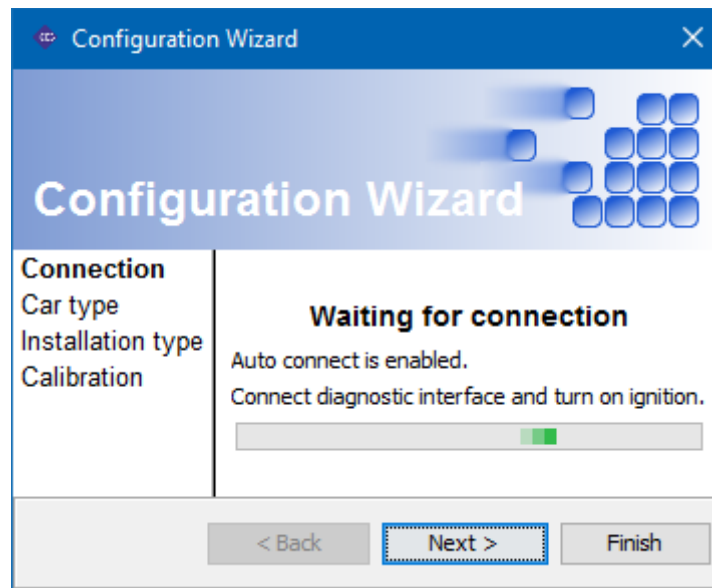 Configuration Wizard
Configuration Wizard
Connection
Car type
Installation type
Calibration
Waiting for connection
Auto connect is enabled.
Connect diagnostic interface and turn on ignition.
< Back
Next >
Finish